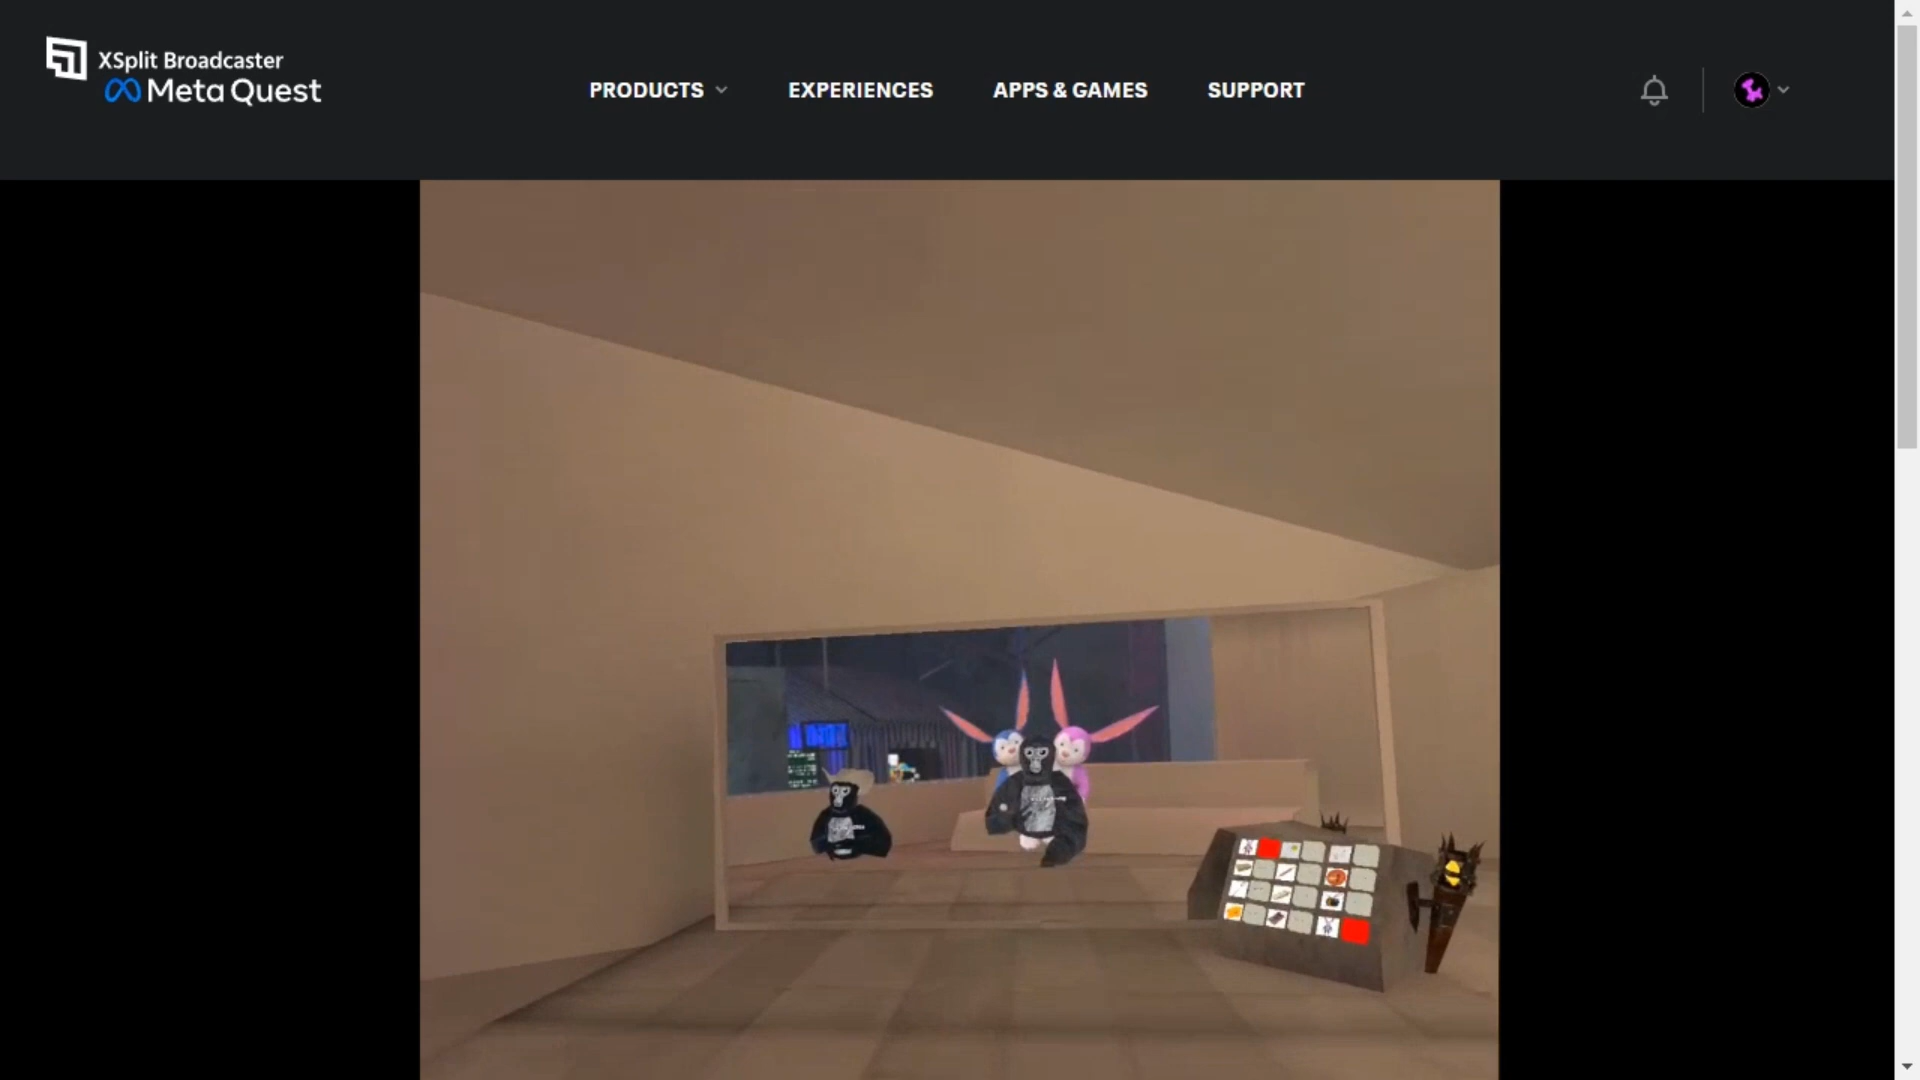 XSplit Broadcaster
Meta Quest
PRODUCTS
EXPERIENCES
APPS & GAMES
SUPPORT